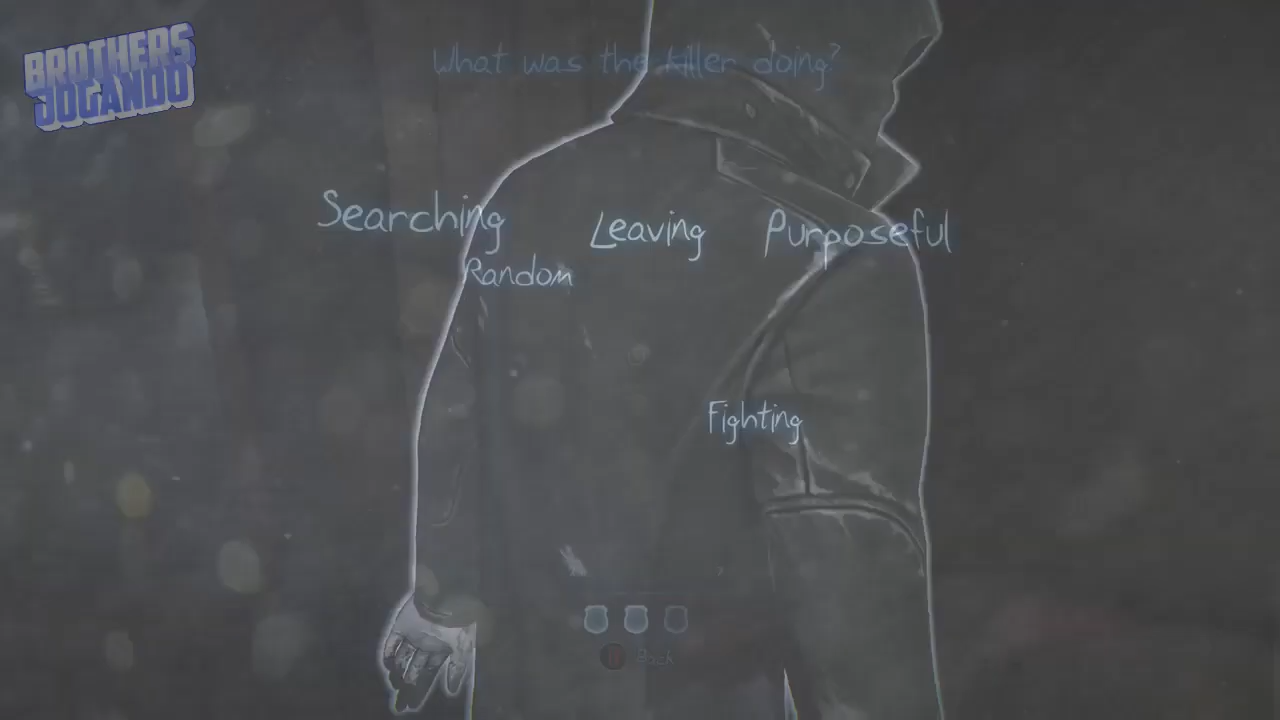 BROTHERS
JOGANDO
What was the killer doing?
Searching
Leaving
Purposeful
Random
Fighting
Back